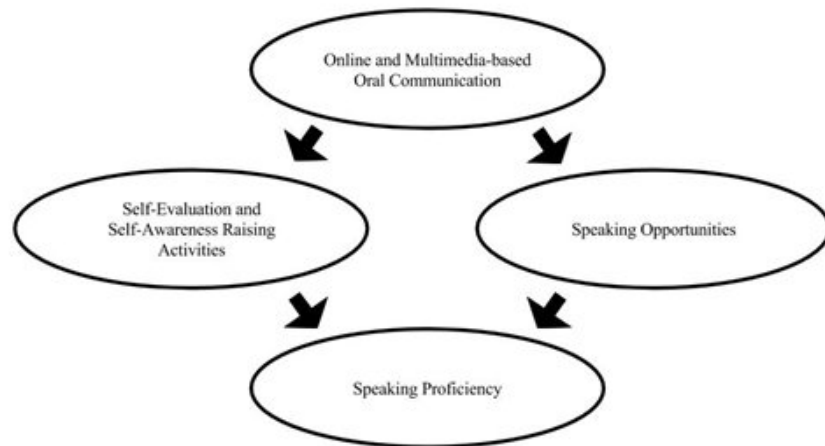 Online and Multimedia-based
Oral Communication
Self-Evaluation and
Self-Awareness Raising
Activities
Speaking Opportunities
Speaking Proficiency